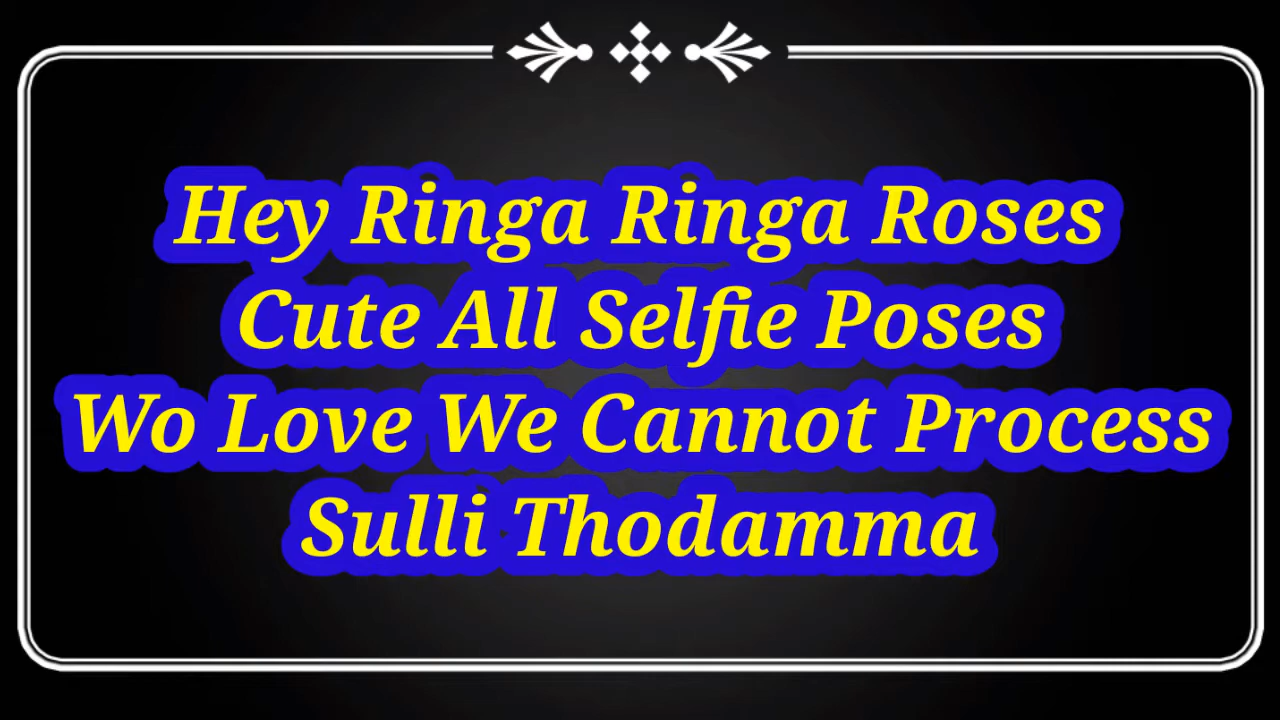 Hey Ringa Ringa Roses
Cute All Selfie Poses
Wo Love We Cannot Process
Sulli Thodamma